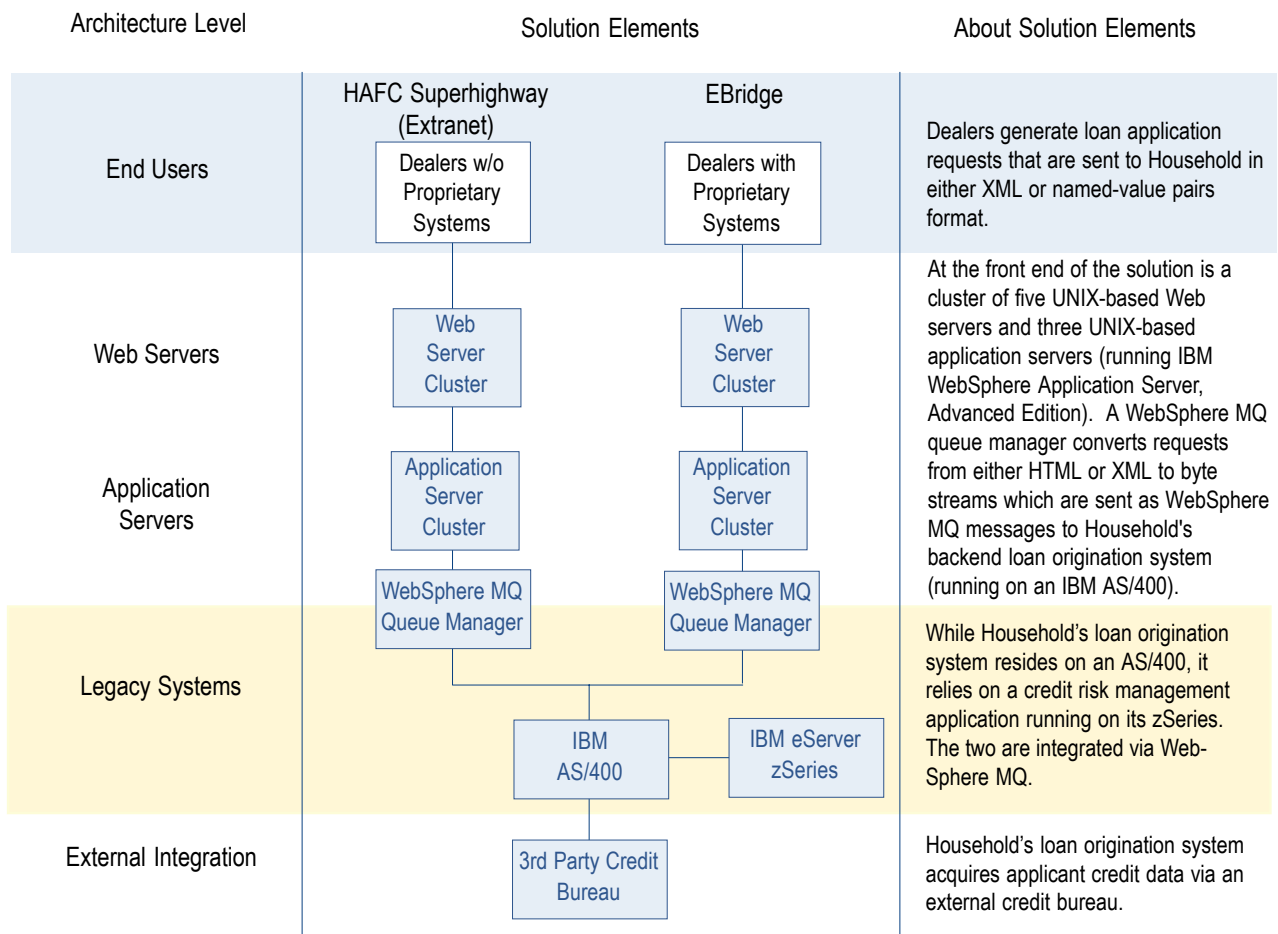 Architecture Level
Solution Elements
About Solution Elements
HAFC Superhighway
(Extranet)
EBridge
End Users
Dealers w/o
Proprietary
Systems
Dealers with
Proprietary
Systems
Dealers generate loan application
requests that are sent to Household in
either XML or named-value pairs
format.
Web Servers
Web
Server
Cluster
Web
Server
Cluster
Application
Servers
Application
Server
Cluster
Application
Server
Cluster
WebSphere MQ
Queue Manager
WebSphere MQ
Queue Manager
At the front end of the solution is a
cluster of five UNIX-based Web
servers and three UNIX-based
application servers (running IBM
WebSphere Application Server,
Advanced Edition).  A WebSphere MQ
queue manager converts requests
from either HTML or XML to byte
streams which are sent as WebSphere
MQ messages to Household's
backend loan origination system
(running on an IBM AS/400).
Legacy Systems
IBM
AS/400
IBM eServer
zSeries
While Household’s loan origination
system resides on an AS/400, it
relies on a credit risk management
application running on its zSeries.
The two are integrated via Web-
Sphere MQ.
External Integration
3rd Party Credit
Bureau
Household’s loan origination system
acquires applicant credit data via an
external credit bureau.